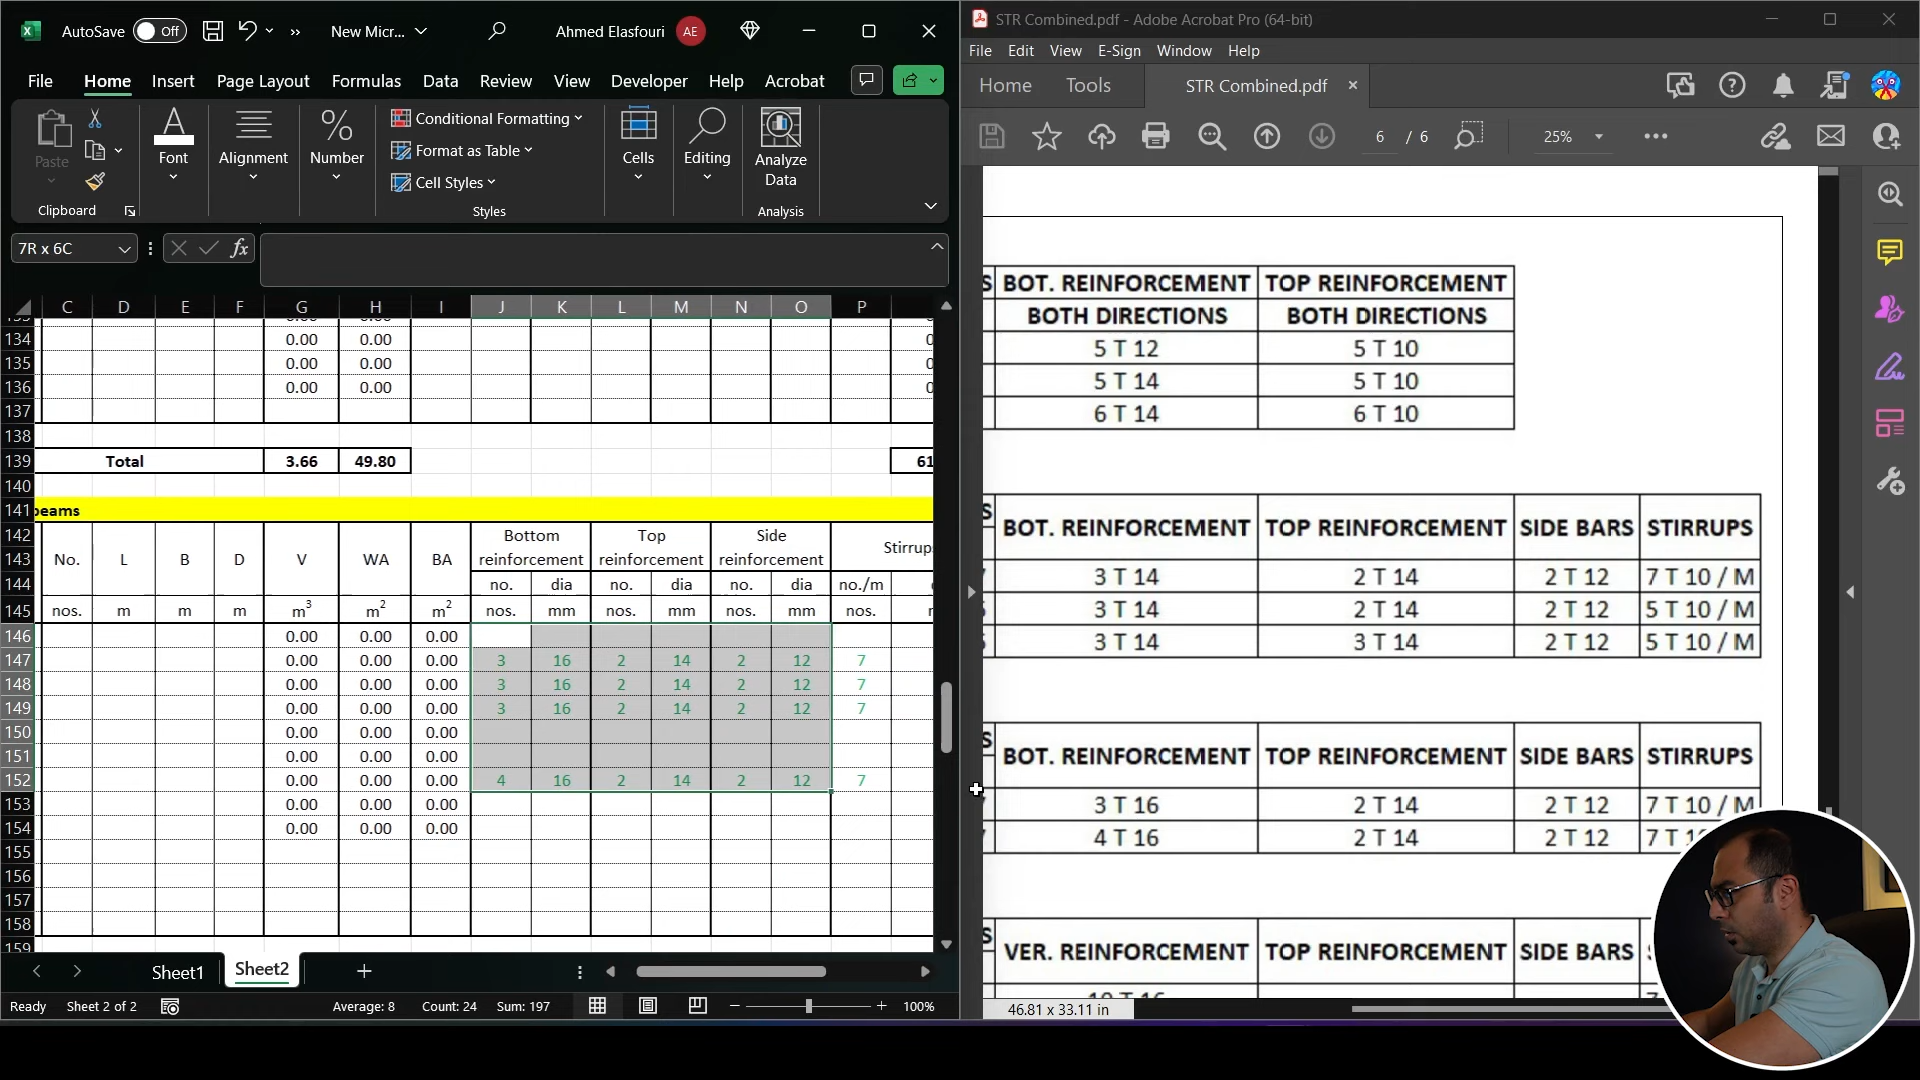 AutoSave Off » New Micr... Ahmed Elasfouri AE
File Home Insert Page Layout Formulas Data Review View Developer Help Acrobat
Paste
Font
Alignment
%
Number
Conditional Formatting
Format as Table
Cell Styles
Cells
Editing
Analyze
Data
Clipboard
Styles
Analysis
7R x 6C
fx
C D E F G H I J K L M N O P
134 0.00 0.00
135 0.00 0.00
136 0.00 0.00
137
138
139 Total 3.66 49.80 61
140
141 beams
142 Bottom Top Side
143 No. L B D V WA BA reinforcement reinforcement reinforcement Stirrup
144 no. dia no. dia no. dia no./m
145 nos. m m m m³ m² m² nos. mm nos. mm nos. mm nos.
146 0.00 0.00 0.00
147 0.00 0.00 0.00 3 16 2 14 2 12 7
148 0.00 0.00 0.00 3 16 2 14 2 12 7
149 0.00 0.00 0.00 3 16 2 14 2 12 7
150 0.00 0.00 0.00
151 0.00 0.00 0.00
152 0.00 0.00 0.00 4 16 2 14 2 12 7
153 0.00 0.00 0.00
154 0.00 0.00 0.00
155
156
157
158
159
Sheet1 Sheet2
Ready Sheet 2 of 2 Average: 8 Count: 24 Sum: 197 100%
STR Combined.pdf - Adobe Acrobat Pro (64-bit)
File Edit View E-Sign Window Help
Home Tools STR Combined.pdf ×
6 / 6 25%
S BOT. REINFORCEMENT TOP REINFORCEMENT
BOTH DIRECTIONS BOTH DIRECTIONS
5 T 12 5 T 10
5 T 14 5 T 10
6 T 14 6 T 10
S BOT. REINFORCEMENT TOP REINFORCEMENT SIDE BARS STIRRUPS
3 T 14 2 T 14 2 T 12 7 T 10 / M
3 T 14 2 T 14 2 T 12 5 T 10 / M
3 T 14 3 T 14 2 T 12 5 T 10 / M
S BOT. REINFORCEMENT TOP REINFORCEMENT SIDE BARS STIRRUPS
3 T 16 2 T 14 2 T 12 7 T 10 / M
4 T 16 2 T 14 2 T 12 7 T
S VER. REINFORCEMENT TOP REINFORCEMENT SIDE BARS
46.81 x 33.11 in